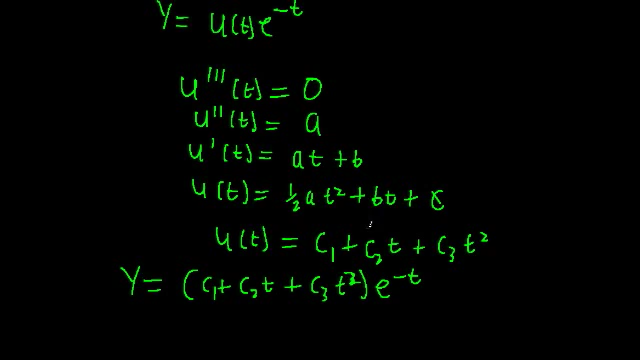 Y = u(t)e^{-t}
u'''(t) = 0
u''(t) = a
u'(t) = at + b
u(t) = ½at² + bt + γ
u(t) = C₁ + C₂t + C₃t²
Y = (C₁ + C₂t + C₃t²)e^{-t}